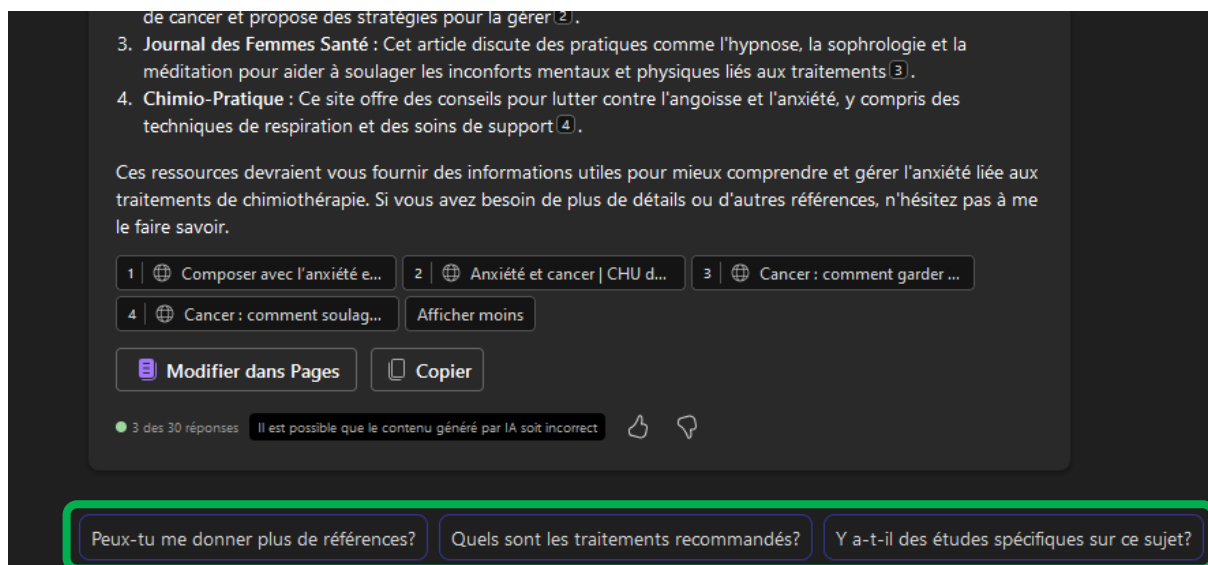 de cancer et propose des stratégies pour la gérer 2.
3. Journal des Femmes Santé : Cet article discute des pratiques comme l'hypnose, la sophrologie et la
méditation pour aider à soulager les inconforts mentaux et physiques liés aux traitements 3.
4. Chimio-Pratique : Ce site offre des conseils pour lutter contre l'angoisse et l'anxiété, y compris des
techniques de respiration et des soins de support 4.
Ces ressources devraient vous fournir des informations utiles pour mieux comprendre et gérer l'anxiété liée aux
traitements de chimiothérapie. Si vous avez besoin de plus de détails ou d'autres références, n'hésitez pas à me
le faire savoir.
1 Composer avec l'anxiété e... 2 Anxiété et cancer | CHU d... 3 Cancer : comment garder ...
4 Cancer : comment soulag... Afficher moins
Modifier dans Pages Copier
3 des 30 réponses Il est possible que le contenu généré par IA soit incorrect
Peux-tu me donner plus de références? Quels sont les traitements recommandés? Y a-t-il des études spécifiques sur ce sujet?